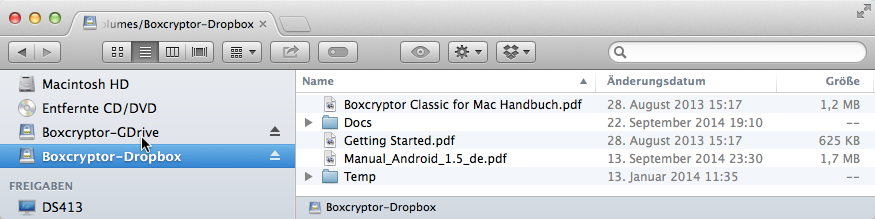 olumes/Boxcryptor-Dropbox
Macintosh HD
Entfernte CD/DVD
Boxcryptor-GDrive
Boxcryptor-Dropbox
FREIGABEN
DS413
Name Änderungsdatum Größe
Boxcryptor Classic for Mac Handbuch.pdf 28. August 2013 15:17 1,2 MB
Docs 22. September 2014 19:10 --
Getting Started.pdf 28. August 2013 15:17 625 KB
Manual_Android_1.5_de.pdf 13. September 2014 23:30 1,7 MB
Temp 13. Januar 2014 11:35 --
Boxcryptor-Dropbox